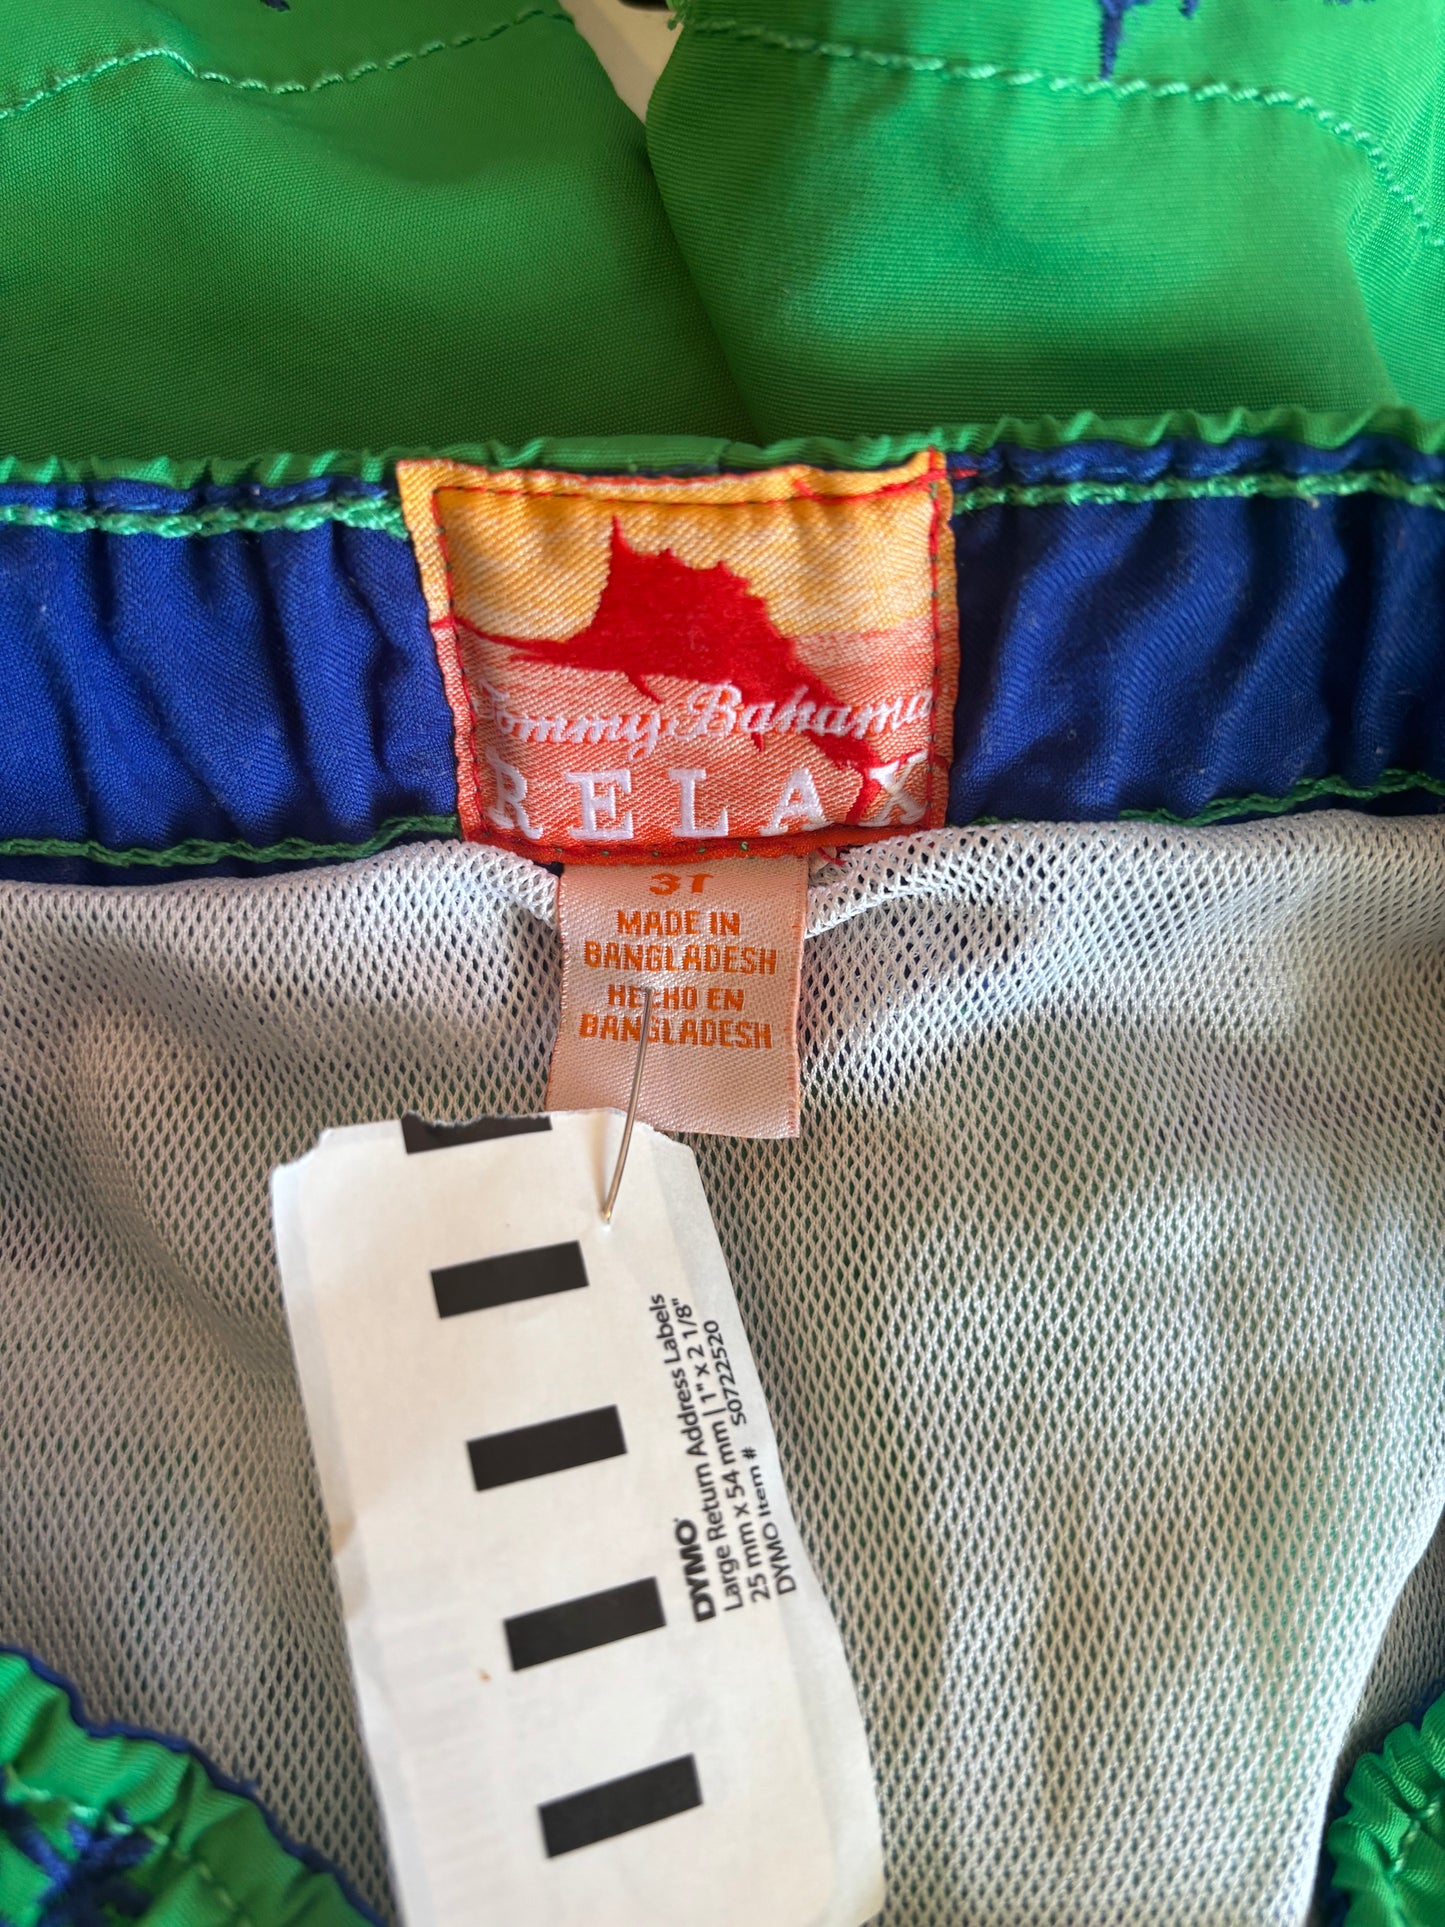 Tommy Bahama
RELAX
3T
MADE IN
BANGLADESH
HECHO EN
BANGLADESH
DYMO
Large Return Address Labels
25 mm x 54 mm | 1" x 2 1/8"
DYMO Item # S0722520